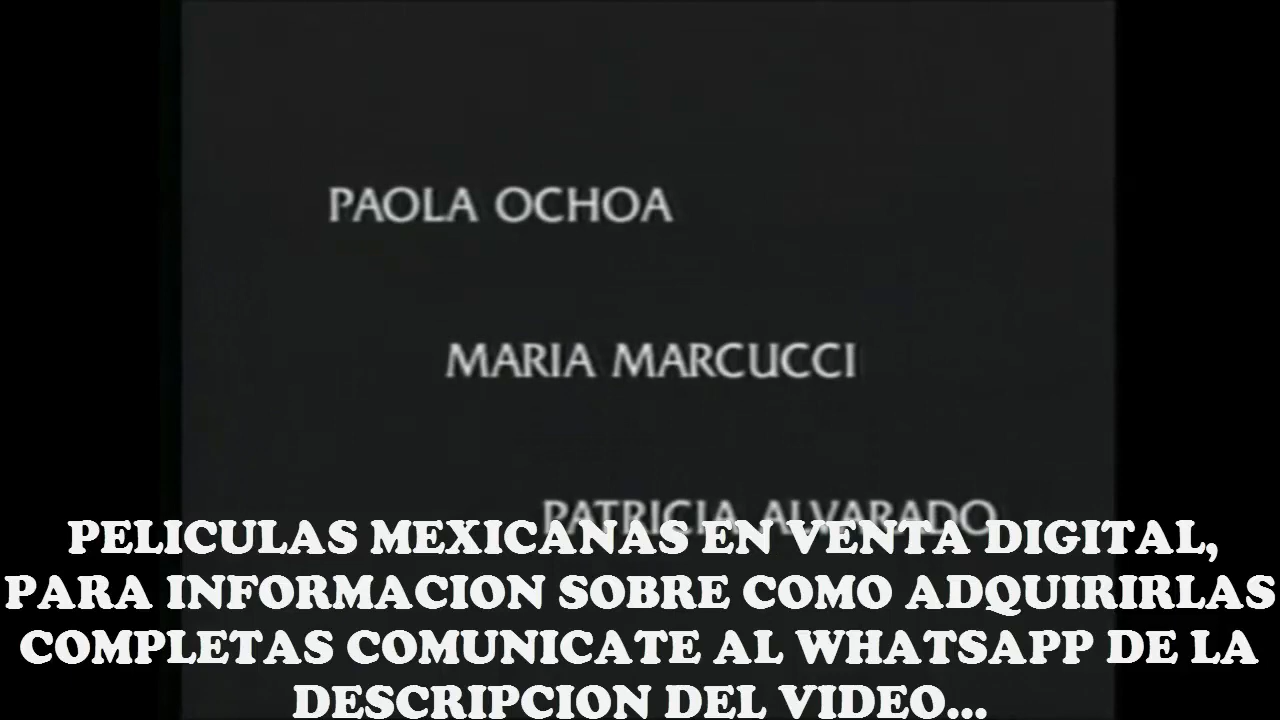 PAOLA OCHOA
MARIA MARCUCCI
PATRICIA ALVARADO
PELICULAS MEXICANAS EN VENTA DIGITAL,
PARA INFORMACION SOBRE COMO ADQUIRIRLAS
COMPLETAS COMUNICATE AL WHATSAPP DE LA
DESCRIPCION DEL VIDEO...